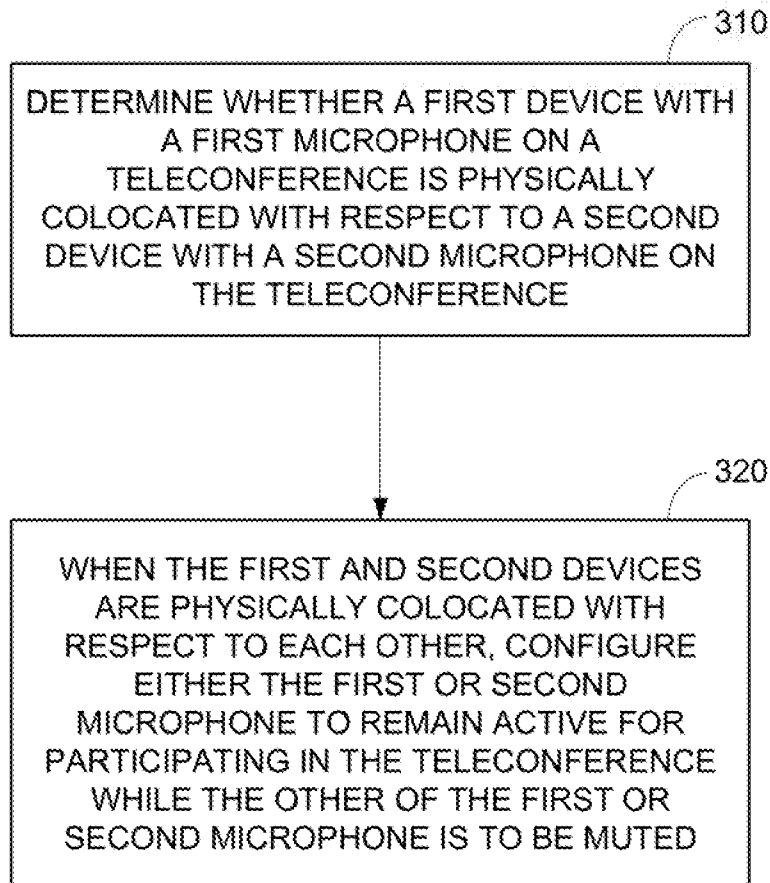 310
DETERMINE WHETHER A FIRST DEVICE WITH
A FIRST MICROPHONE ON A
TELECONFERENCE IS PHYSICALLY
COLOCATED WITH RESPECT TO A SECOND
DEVICE WITH A SECOND MICROPHONE ON
THE TELECONFERENCE
320
WHEN THE FIRST AND SECOND DEVICES
ARE PHYSICALLY COLOCATED WITH
RESPECT TO EACH OTHER, CONFIGURE
EITHER THE FIRST OR SECOND
MICROPHONE TO REMAIN ACTIVE FOR
PARTICIPATING IN THE TELECONFERENCE
WHILE THE OTHER OF THE FIRST OR
SECOND MICROPHONE IS TO BE MUTED